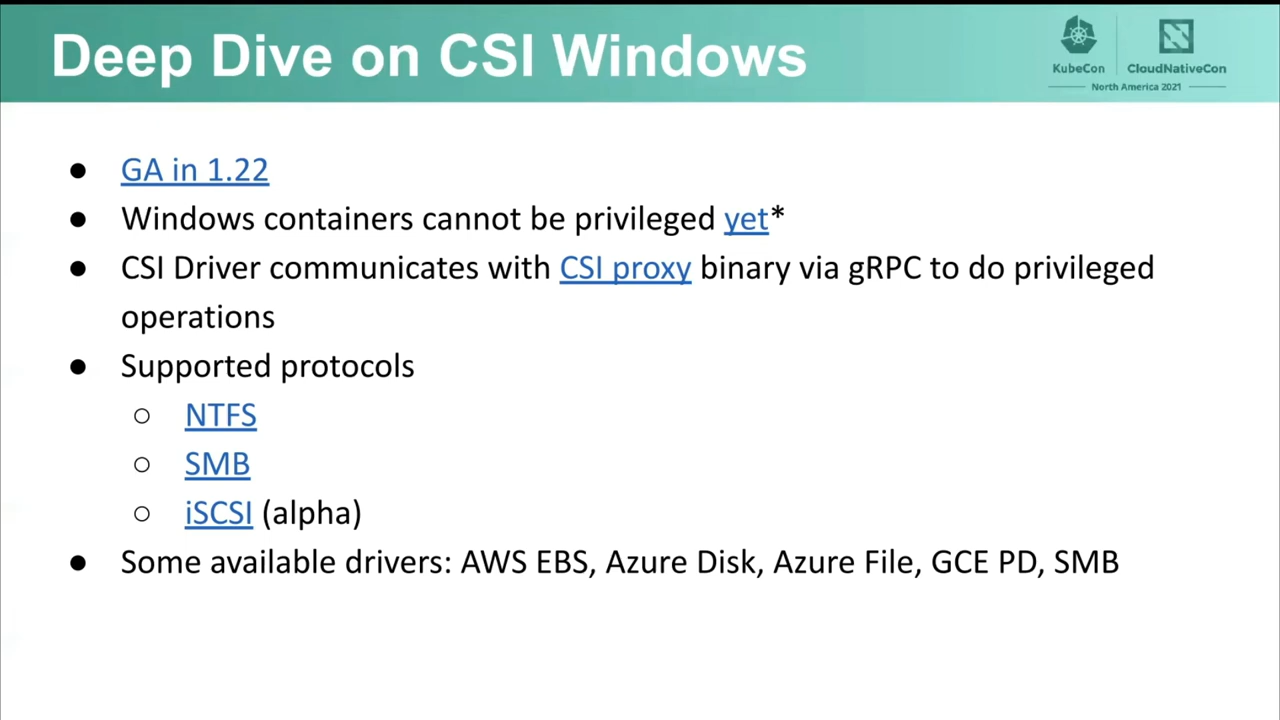 Deep Dive on CSI Windows
KubeCon
CloudNativeCon
North America 2021
● GA in 1.22
● Windows containers cannot be privileged yet*
● CSI Driver communicates with CSI proxy binary via gRPC to do privileged
operations
● Supported protocols
○ NTFS
○ SMB
○ iSCSI (alpha)
● Some available drivers: AWS EBS, Azure Disk, Azure File, GCE PD, SMB